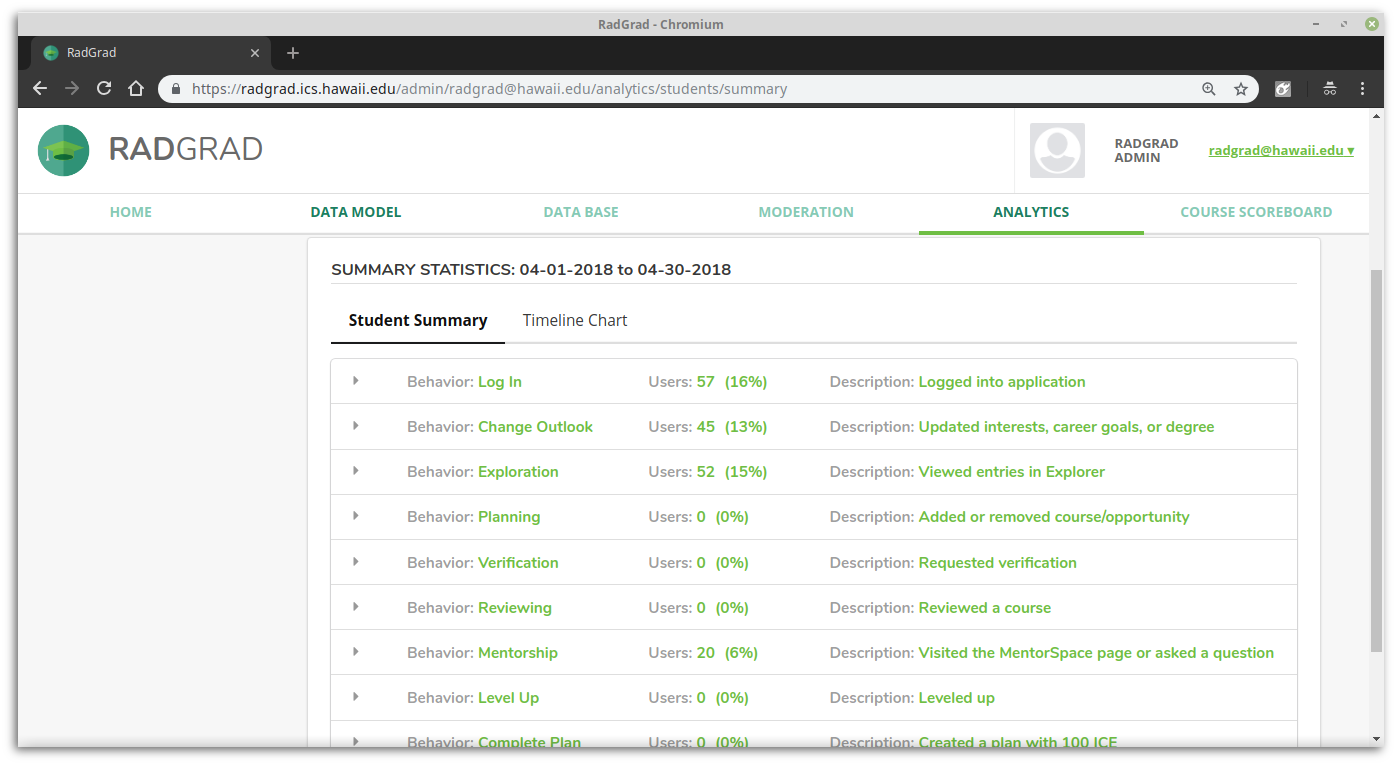 RadGrad - Chromium
RadGrad
https://radgrad.ics.hawaii.edu/admin/radgrad@hawaii.edu/analytics/students/summary
RADGRAD
RADGRAD
ADMIN
radgrad@hawaii.edu ▾
HOME DATA MODEL DATA BASE MODERATION ANALYTICS COURSE SCOREBOARD
SUMMARY STATISTICS: 04-01-2018 to 04-30-2018
Student Summary Timeline Chart
Behavior: Log In Users: 57 (16%) Description: Logged into application
Behavior: Change Outlook Users: 45 (13%) Description: Updated interests, career goals, or degree
Behavior: Exploration Users: 52 (15%) Description: Viewed entries in Explorer
Behavior: Planning Users: 0 (0%) Description: Added or removed course/opportunity
Behavior: Verification Users: 0 (0%) Description: Requested verification
Behavior: Reviewing Users: 0 (0%) Description: Reviewed a course
Behavior: Mentorship Users: 20 (6%) Description: Visited the MentorSpace page or asked a question
Behavior: Level Up Users: 0 (0%) Description: Leveled up
Behavior: Complete Plan Users: 0 (0%) Description: Created a plan with 100 ICE